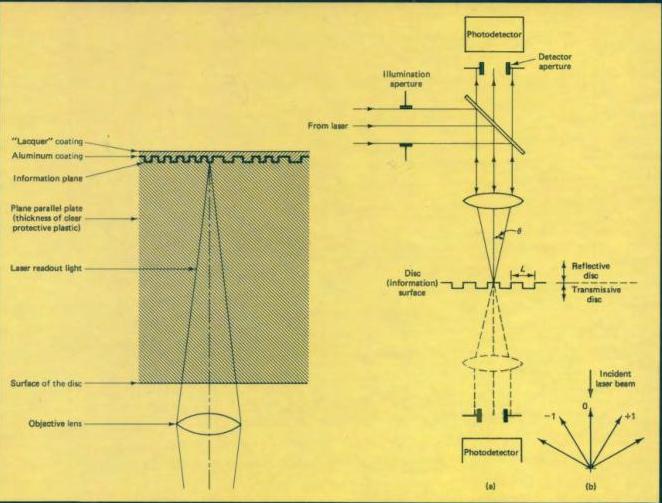 "Lacquer" coating
Aluminum coating
Information plane
Plane parallel plate
(thickness of clear
protective plastic)
Laser readout light
Surface of the disc
Objective lens
Photodetector
Detector
aperture
Illumination
aperture
From laser
θ
L
Disc
(information)
surface
Reflective
disc
Transmissive
disc
Photodetector
(a)
Incident
laser beam
0
-1
+1
(b)